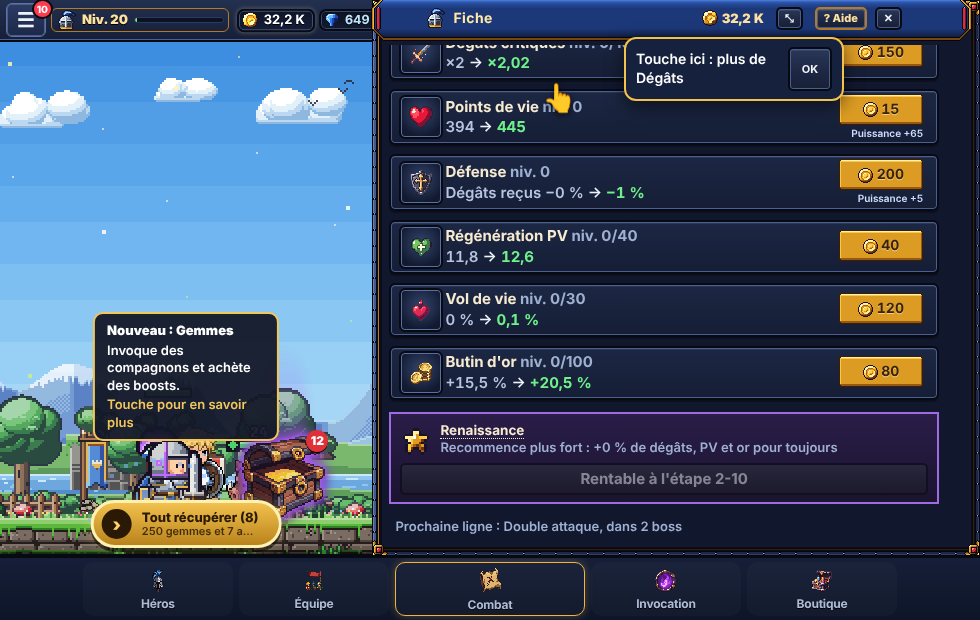 10
Niv. 20
32,2 K
649
Fiche
32,2 K
? Aide
Dégâts critiques
×2 → ×2,02
150
Touche ici : plus de
Dégâts
OK
Points de vie
0
394 → 445
15
Puissance +65
Défense niv. 0
Dégâts reçus −0 % → −1 %
200
Puissance +5
Régénération PV niv. 0/40
11,8 → 12,6
40
Vol de vie niv. 0/30
0 % → 0,1 %
120
Butin d'or niv. 0/100
+15,5 % → +20,5 %
80
Renaissance
Recommence plus fort : +0 % de dégâts, PV et or pour toujours
Rentable à l'étape 2-10
Prochaine ligne : Double attaque, dans 2 boss
Nouveau : Gemmes
Invoque des
compagnons et achète
des boosts.
Touche pour en savoir
plus
12
Tout récupérer (8)
250 gemmes et 7 a...
Héros
Équipe
Combat
Invocation
Boutique